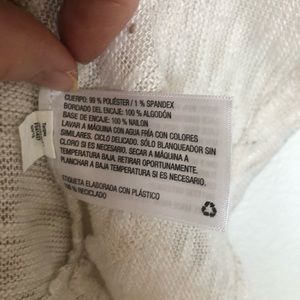 CUERPO: 99 % POLIÉSTER / 1 % SPANDEX
BORDADO DEL ENCAJE: 100 % ALGODÓN
BASE DE ENCAJE: 100 % NAILON
LAVAR A MÁQUINA CON AGUA FRÍA CON COLORES
SIMILARES. CICLO DELICADO. SÓLO BLANQUEADOR SIN
CLORO SI ES NECESARIO. SECAR A MÁQUINA A
TEMPERATURA BAJA. RETIRAR OPORTUNAMENTE.
PLANCHAR A BAJA TEMPERATURA SI ES NECESARIO.
ETIQUETA ELABORADA CON PLÁSTICO
100 % RECICLADO